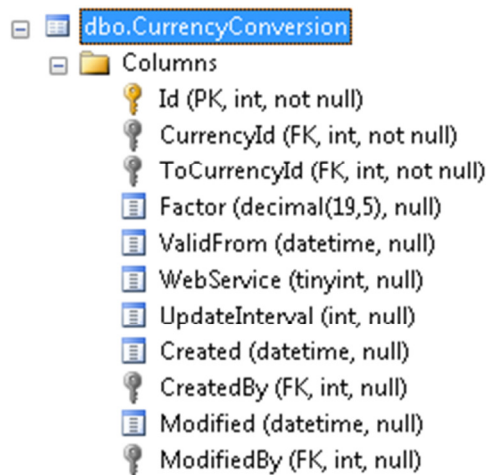 dbo.CurrencyConversion
Columns
Id (PK, int, not null)
CurrencyId (FK, int, not null)
ToCurrencyId (FK, int, not null)
Factor (decimal(19,5), null)
ValidFrom (datetime, null)
WebService (tinyint, null)
UpdateInterval (int, null)
Created (datetime, null)
CreatedBy (FK, int, null)
Modified (datetime, null)
ModifiedBy (FK, int, null)